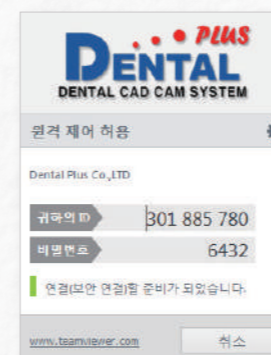 PLUS
DENTAL
DENTAL CAD CAM SYSTEM
원격 제어 허용
Dental Plus Co.,LTD
귀하의 ID 301 885 780
비밀번호 6432
연결(보안 연결)할 준비가 되었습니다.
www.teamviewer.com 취소